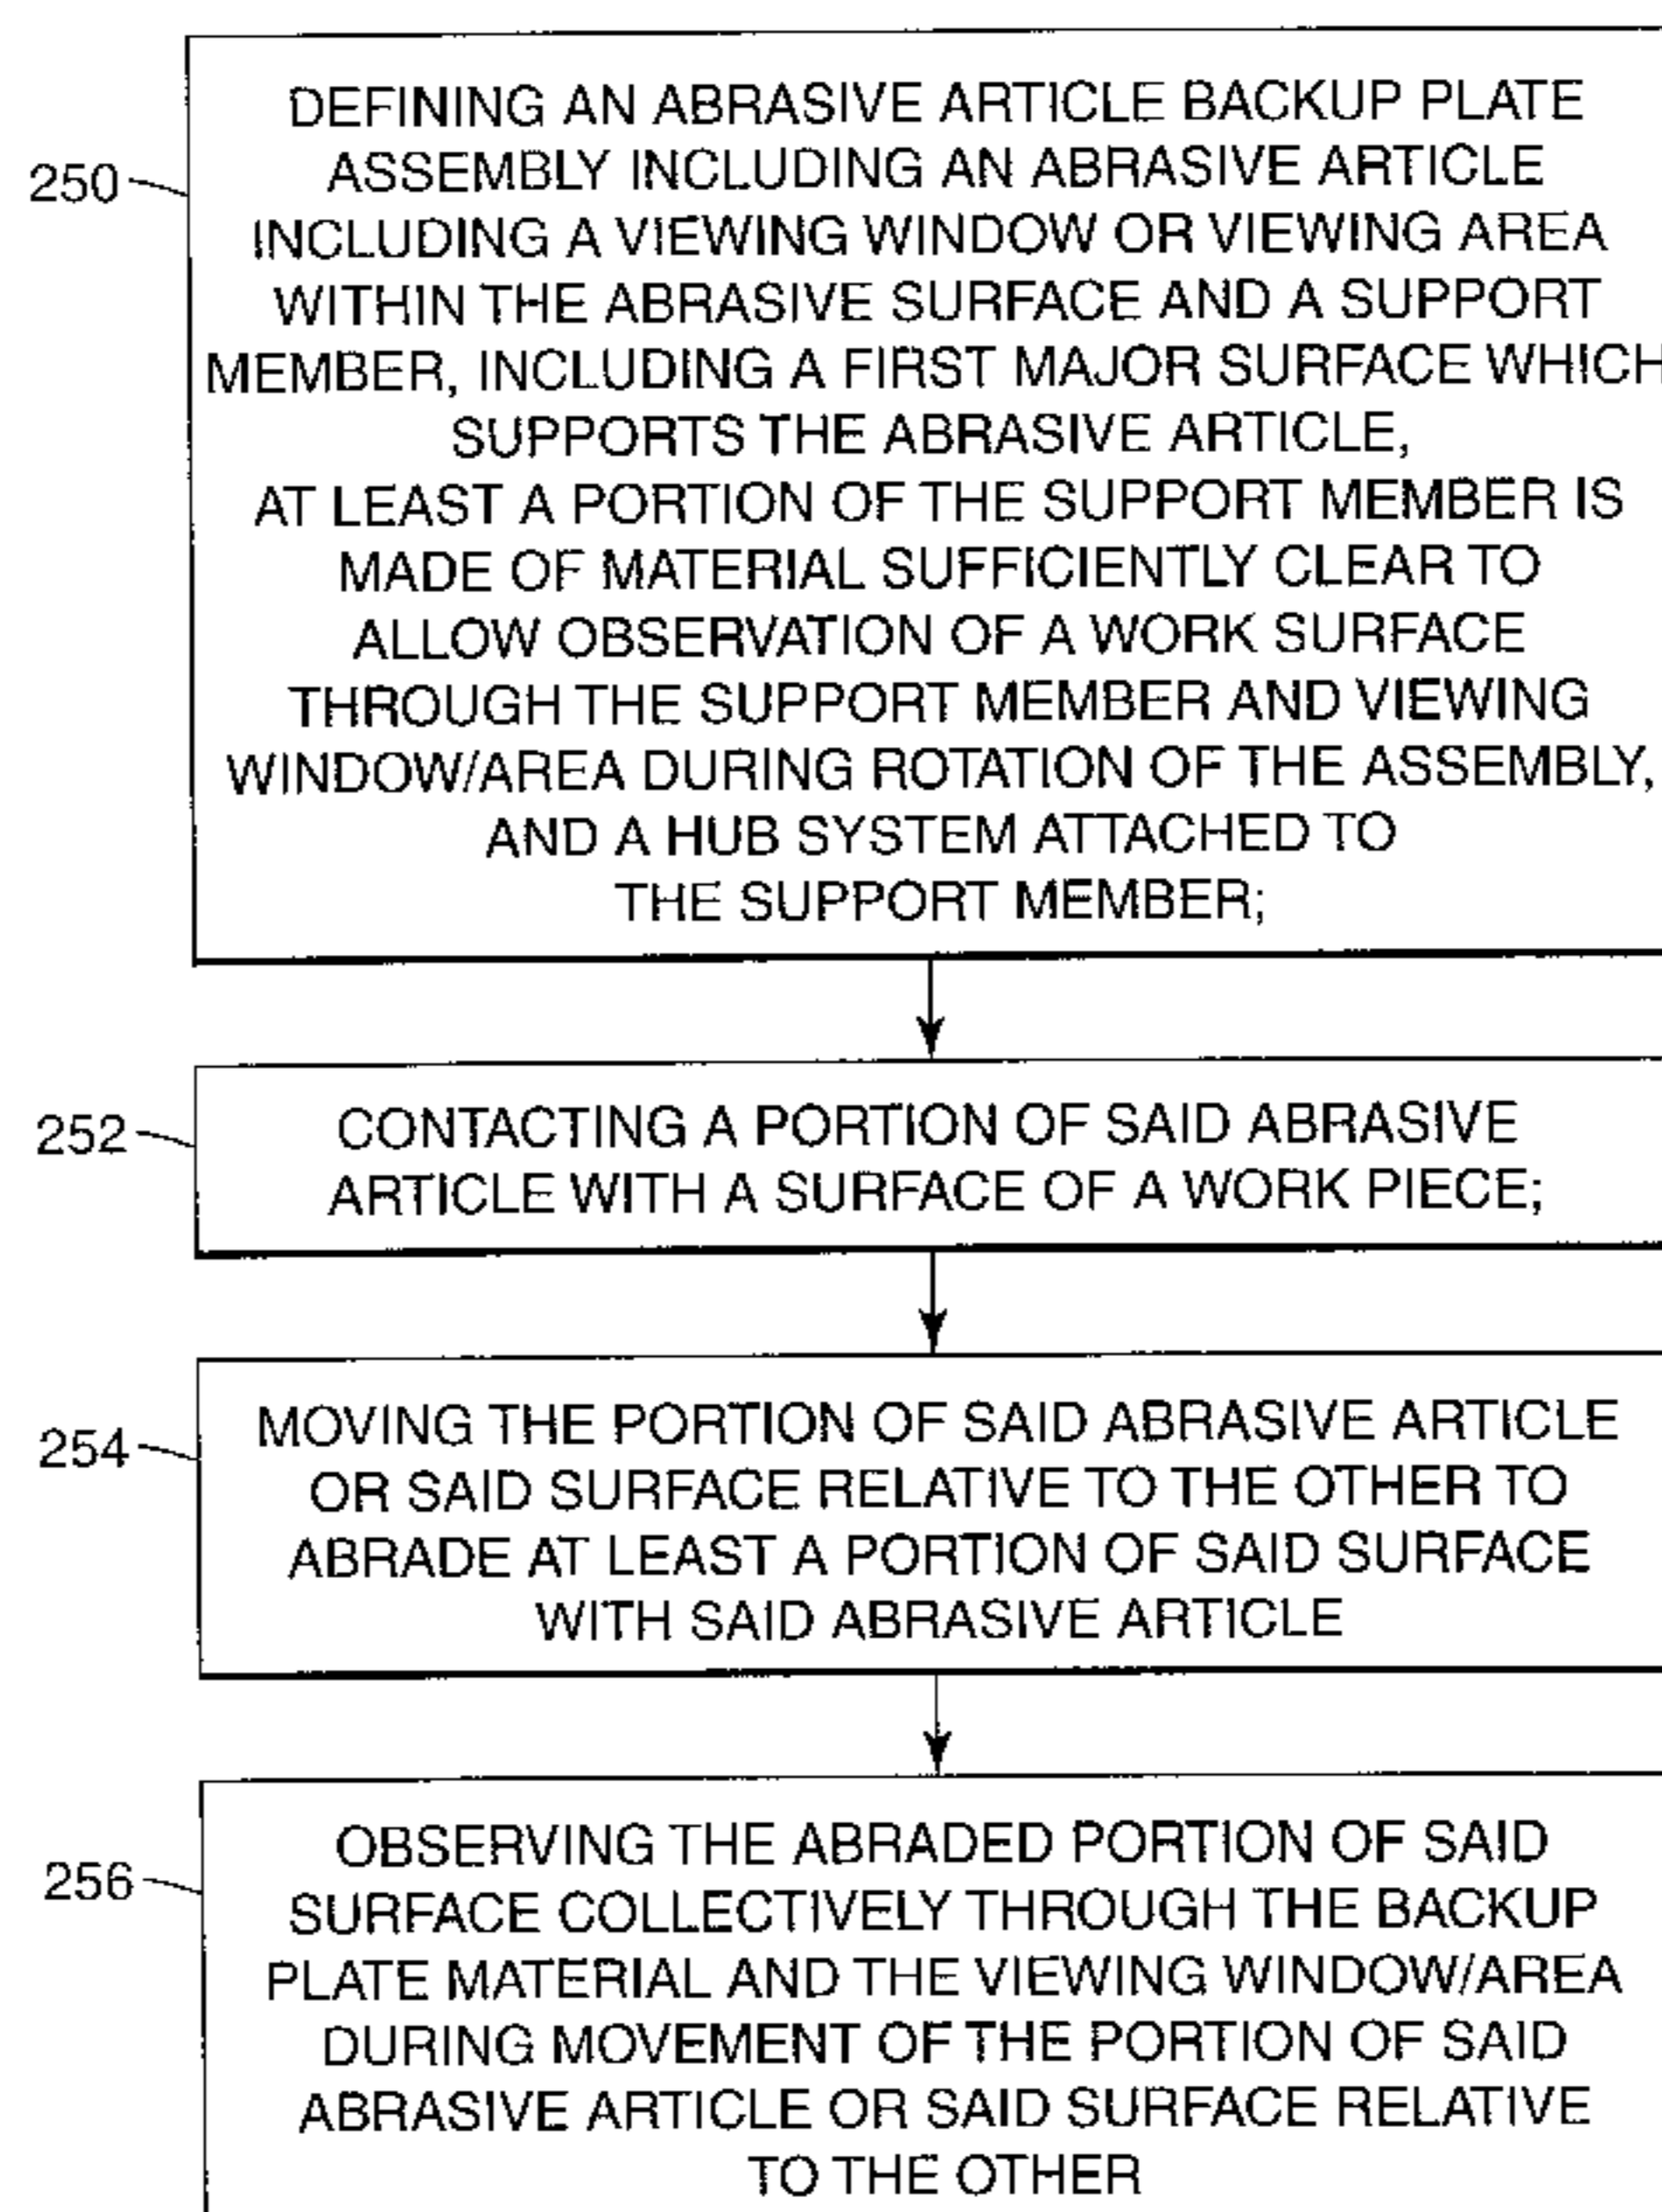 DEFINING AN ABRASIVE ARTICLE BACKUP PLATE
250
ASSEMBLY INCLUDING AN ABRASIVE ARTICLE
INCLUDING A VIEWING WINDOW OR VIEWING AREA
WITHIN THE ABRASIVE SURFACE AND A SUPPORT
MEMBER, INCLUDING A FIRST MAJOR SURFACE WHICH
SUPPORTS THE ABRASIVE ARTICLE,
AT LEAST A PORTION OF THE SUPPORT MEMBER IS
MADE OF MATERIAL SUFFICIENTLY CLEAR TO
ALLOW OBSERVATION OF A WORK SURFACE
THROUGH THE SUPPORT MEMBER AND VIEWING
WINDOW/AREA DURING ROTATION OF THE ASSEMBLY,
AND A HUB SYSTEM ATTACHED TO
THE SUPPORT MEMBER;
252
CONTACTING A PORTION OF SAID ABRASIVE
ARTICLE WITH A SURFACE OF A WORK PIECE;
254
MOVING THE PORTION OF SAID ABRASIVE ARTICLE
OR SAID SURFACE RELATIVE TO THE OTHER TO
ABRADE AT LEAST A PORTION OF SAID SURFACE
WITH SAID ABRASIVE ARTICLE
256
OBSERVING THE ABRADED PORTION OF SAID
SURFACE COLLECTIVELY THROUGH THE BACKUP
PLATE MATERIAL AND THE VIEWING WINDOW/AREA
DURING MOVEMENT OF THE PORTION OF SAID
ABRASIVE ARTICLE OR SAID SURFACE RELATIVE
TO THE OTHER